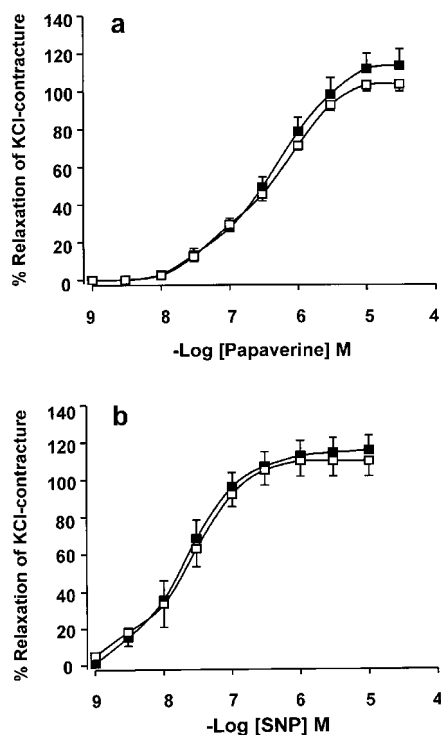 a
% Relaxation of KCl-contracture
140
120
100
80
60
40
20
0
9 8 7 6 5 4
-Log [Papaverine] M
b
% Relaxation of KCl-contracture
140
120
100
80
60
40
20
0
9 8 7 6 5 4
-Log [SNP] M